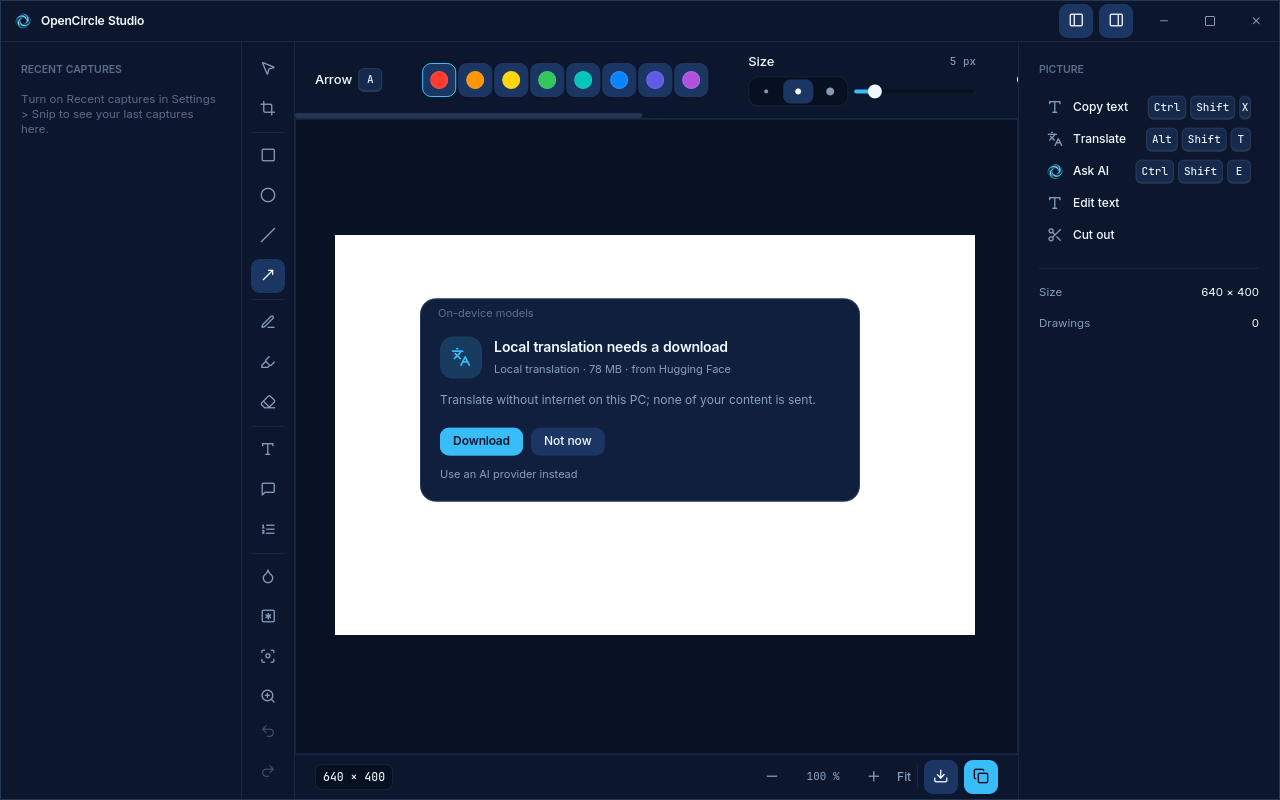 OpenCircle Studio
RECENT CAPTURES
Turn on Recent captures in Settings
> Snip to see your last captures
here.
Arrow A
Size 5 px
PICTURE
Copy text Ctrl Shift X
Translate Alt Shift T
Ask AI Ctrl Shift E
Edit text
Cut out
Size 640 × 400
Drawings 0
On-device models
Local translation needs a download
Local translation · 78 MB · from Hugging Face
Translate without internet on this PC; none of your content is sent.
Download Not now
Use an AI provider instead
640 × 400
100 %
Fit